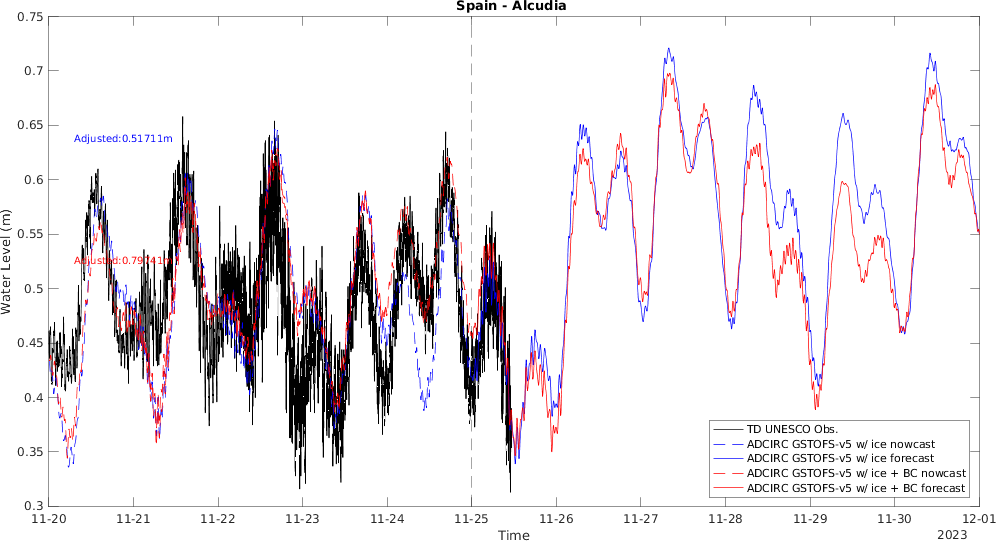 Spain - Alcudia
0.75
0.7
0.65
0.6
0.55
0.5
0.45
0.4
0.35
0.3
Water Level (m)
Adjusted:0.51711m
Adjusted:0.79741m
TD UNESCO Obs.
ADCIRC GSTOFS-v5 w/ ice nowcast
ADCIRC GSTOFS-v5 w/ ice forecast
ADCIRC GSTOFS-v5 w/ ice + BC nowcast
ADCIRC GSTOFS-v5 w/ ice + BC forecast
11-20 11-21 11-22 11-23 11-24 11-25 11-26 11-27 11-28 11-29 11-30 12-01
Time
2023